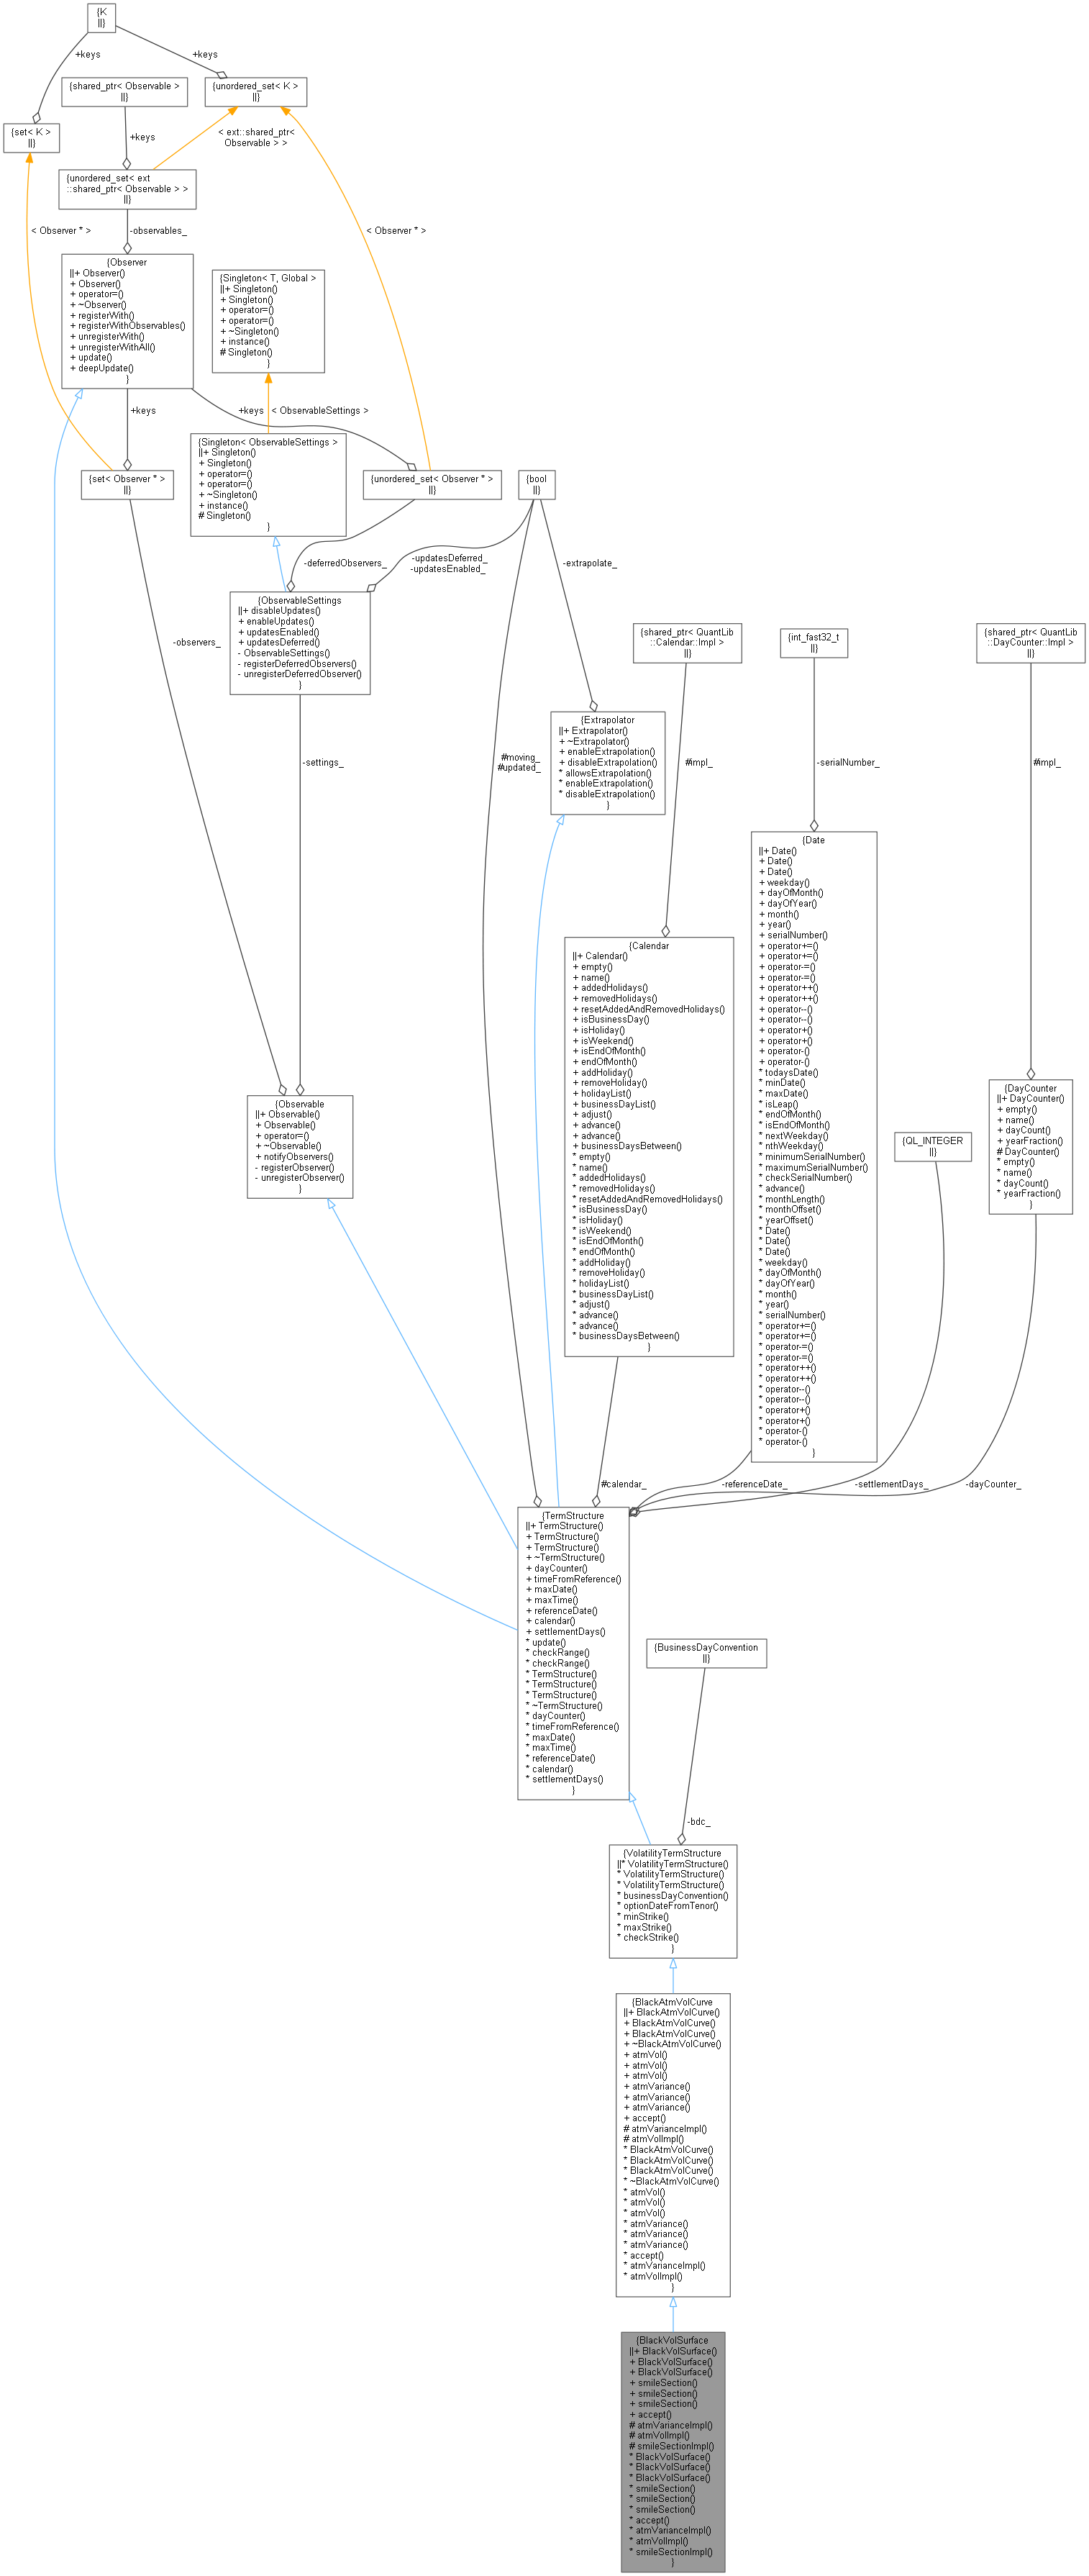 {K
||}
+keys
+keys
{shared_ptr< Observable >
||}
{unordered_set< K >
||}
{set< K >
||}
+keys
< ext::shared_ptr<
Observable > >
{unordered_set< ext
::shared_ptr< Observable > >
||}
< Observer * >
-observables_
< Observer * >
{Observer
||+ Observer()
+ Observer()
+ operator=()
+ ~Observer()
+ registerWith()
+ registerWithObservables()
+ unregisterWith()
+ unregisterWithAll()
+ update()
+ deepUpdate()
}
{Singleton< T, Global >
||+ Singleton()
+ Singleton()
+ operator=()
+ operator=()
+ ~Singleton()
+ instance()
# Singleton()
}
+keys
+keys
< ObservableSettings >
{set< Observer * >
||}
{Singleton< ObservableSettings >
||+ Singleton()
+ Singleton()
+ operator=()
+ operator=()
+ ~Singleton()
+ instance()
# Singleton()
}
{unordered_set< Observer * >
||}
{bool
||}
-deferredObservers_
-updatesDeferred_
-updatesEnabled_
-extrapolate_
-observers_
{ObservableSettings
||+ disableUpdates()
+ enableUpdates()
+ updatesEnabled()
+ updatesDeferred()
- ObservableSettings()
- registerDeferredObservers()
- unregisterDeferredObserver()
}
{shared_ptr< QuantLib
::Calendar::Impl >
||}
{int_fast32_t
||}
{shared_ptr< QuantLib
::DayCounter::Impl >
||}
-settings_
#moving_
#updated_
{Extrapolator
||+ Extrapolator()
+ ~Extrapolator()
+ enableExtrapolation()
+ disableExtrapolation()
* allowsExtrapolation()
* enableExtrapolation()
* disableExtrapolation()
}
#impl_
-serialNumber_
#impl_
{Date
||+ Date()
+ Date()
+ Date()
+ weekday()
+ dayOfMonth()
+ dayOfYear()
+ month()
+ year()
+ serialNumber()
+ operator+=()
+ operator+=()
+ operator-=()
+ operator-=()
+ operator++()
+ operator++()
+ operator--()
+ operator--()
+ operator+()
+ operator+()
+ operator-()
+ operator-()
* todaysDate()
* minDate()
* maxDate()
* isLeap()
* endOfMonth()
* isEndOfMonth()
* nextWeekday()
* nthWeekday()
* minimumSerialNumber()
* maximumSerialNumber()
* checkSerialNumber()
* advance()
* monthLength()
* monthOffset()
* yearOffset()
* Date()
* Date()
* Date()
* weekday()
* dayOfMonth()
* dayOfYear()
* month()
* year()
* serialNumber()
* operator+=()
* operator+=()
* operator-=()
* operator-=()
* operator++()
* operator++()
* operator--()
* operator--()
* operator+()
* operator+()
* operator-()
* operator-()
}
{Calendar
||+ Calendar()
+ empty()
+ name()
+ addedHolidays()
+ removedHolidays()
+ resetAddedAndRemovedHolidays()
+ isBusinessDay()
+ isHoliday()
+ isWeekend()
+ isEndOfMonth()
+ endOfMonth()
+ addHoliday()
+ removeHoliday()
+ holidayList()
+ businessDayList()
+ adjust()
+ advance()
+ advance()
+ businessDaysBetween()
* empty()
* name()
* addedHolidays()
* removedHolidays()
* resetAddedAndRemovedHolidays()
* isBusinessDay()
* isHoliday()
* isWeekend()
* isEndOfMonth()
* endOfMonth()
* addHoliday()
* removeHoliday()
* holidayList()
* businessDayList()
* adjust()
* advance()
* advance()
* businessDaysBetween()
}
{DayCounter
||+ DayCounter()
+ empty()
+ name()
+ dayCount()
+ yearFraction()
# DayCounter()
* empty()
* name()
* dayCount()
* yearFraction()
}
{Observable
||+ Observable()
+ Observable()
+ operator=()
+ ~Observable()
+ notifyObservers()
- registerObserver()
- unregisterObserver()
}
{QL_INTEGER
||}
#calendar_
-referenceDate_
-settlementDays_
-dayCounter_
{TermStructure
||+ TermStructure()
+ TermStructure()
+ TermStructure()
+ ~TermStructure()
+ dayCounter()
+ timeFromReference()
+ maxDate()
+ maxTime()
+ referenceDate()
+ calendar()
+ settlementDays()
* update()
* checkRange()
* checkRange()
* TermStructure()
* TermStructure()
* TermStructure()
* ~TermStructure()
* dayCounter()
* timeFromReference()
* maxDate()
* maxTime()
* referenceDate()
* calendar()
* settlementDays()
}
{BusinessDayConvention
||}
-bdc_
{VolatilityTermStructure
||* VolatilityTermStructure()
* VolatilityTermStructure()
* VolatilityTermStructure()
* businessDayConvention()
* optionDateFromTenor()
* minStrike()
* maxStrike()
* checkStrike()
}
{BlackAtmVolCurve
||+ BlackAtmVolCurve()
+ BlackAtmVolCurve()
+ BlackAtmVolCurve()
+ ~BlackAtmVolCurve()
+ atmVol()
+ atmVol()
+ atmVol()
+ atmVariance()
+ atmVariance()
+ atmVariance()
+ accept()
# atmVarianceImpl()
# atmVolImpl()
* BlackAtmVolCurve()
* BlackAtmVolCurve()
* BlackAtmVolCurve()
* ~BlackAtmVolCurve()
* atmVol()
* atmVol()
* atmVol()
* atmVariance()
* atmVariance()
* atmVariance()
* accept()
* atmVarianceImpl()
* atmVolImpl()
}
{BlackVolSurface
||+ BlackVolSurface()
+ BlackVolSurface()
+ BlackVolSurface()
+ smileSection()
+ smileSection()
+ smileSection()
+ accept()
# atmVarianceImpl()
# atmVolImpl()
# smileSectionImpl()
* BlackVolSurface()
* BlackVolSurface()
* BlackVolSurface()
* smileSection()
* smileSection()
* smileSection()
* accept()
* atmVarianceImpl()
* atmVolImpl()
* smileSectionImpl()
}